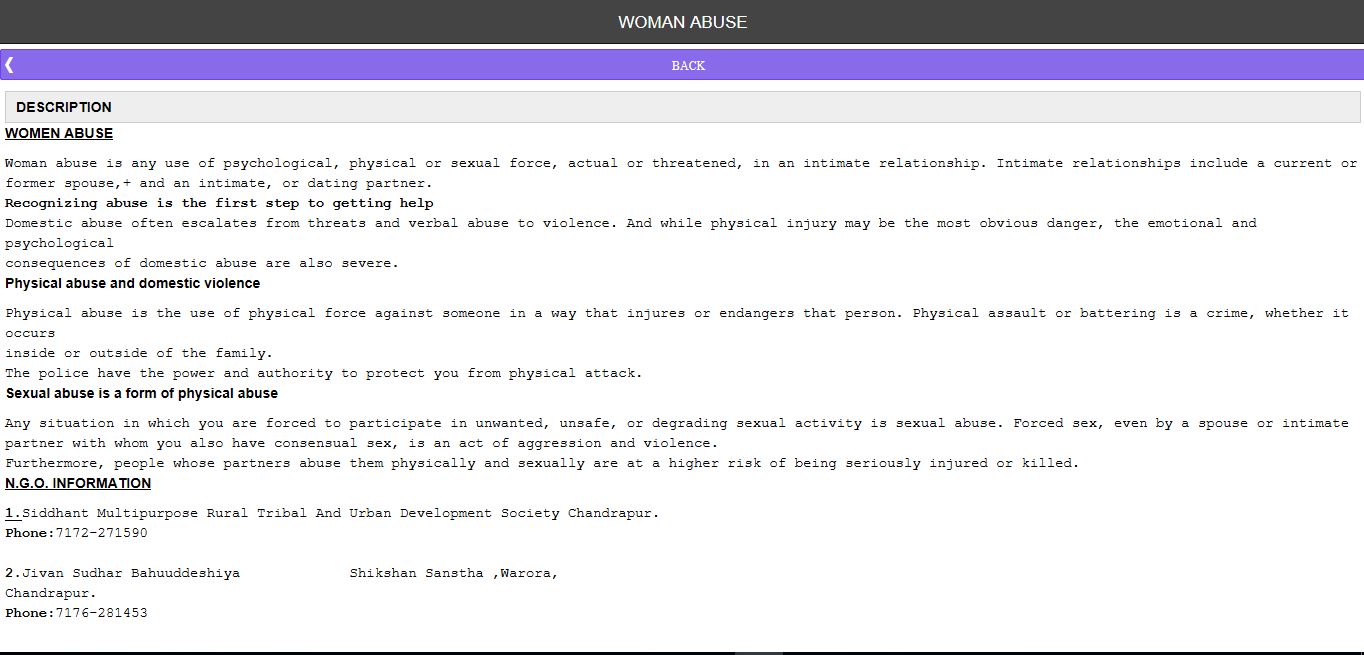 WOMAN ABUSE
BACK
DESCRIPTION
WOMEN ABUSE
Woman abuse is any use of psychological, physical or sexual force, actual or threatened, in an intimate relationship. Intimate relationships include a current or
former spouse,+ and an intimate, or dating partner.
Recognizing abuse is the first step to getting help
Domestic abuse often escalates from threats and verbal abuse to violence. And while physical injury may be the most obvious danger, the emotional and
psychological
consequences of domestic abuse are also severe.
Physical abuse and domestic violence
Physical abuse is the use of physical force against someone in a way that injures or endangers that person. Physical assault or battering is a crime, whether it
occurs
inside or outside of the family.
The police have the power and authority to protect you from physical attack.
Sexual abuse is a form of physical abuse
Any situation in which you are forced to participate in unwanted, unsafe, or degrading sexual activity is sexual abuse. Forced sex, even by a spouse or intimate
partner with whom you also have consensual sex, is an act of aggression and violence.
Furthermore, people whose partners abuse them physically and sexually are at a higher risk of being seriously injured or killed.
N.G.O. INFORMATION
1.Siddhant Multipurpose Rural Tribal And Urban Development Society Chandrapur.
Phone:7172-271590
2.Jivan Sudhar Bahuuddeshiya Shikshan Sanstha ,Warora,
Chandrapur.
Phone:7176-281453